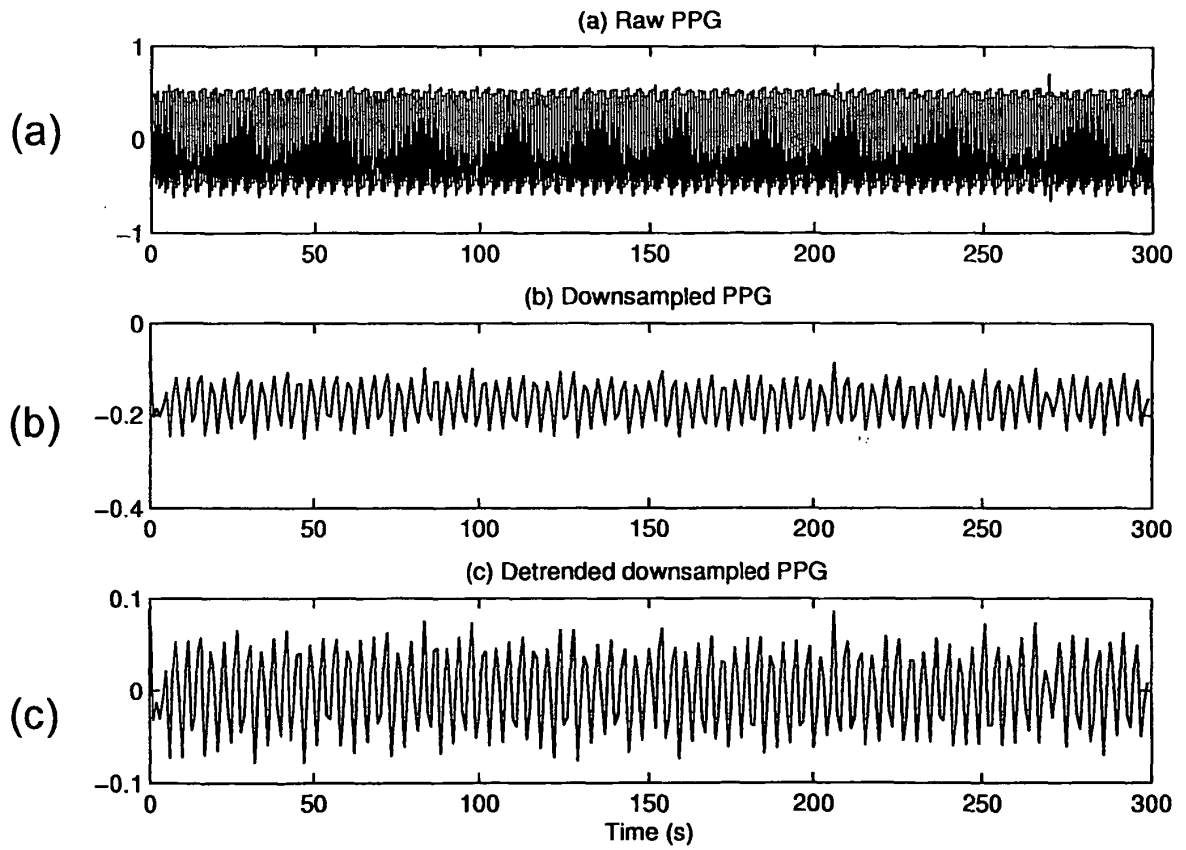 (a) Raw PPG
(a)
1
0
−1
0 50 100 150 200 250 300
(b) Downsampled PPG
(b)
0
−0.2
−0.4
0 50 100 150 200 250 300
(c) Detrended downsampled PPG
(c)
0.1
0
−0.1
0 50 100 150 200 250 300
Time (s)